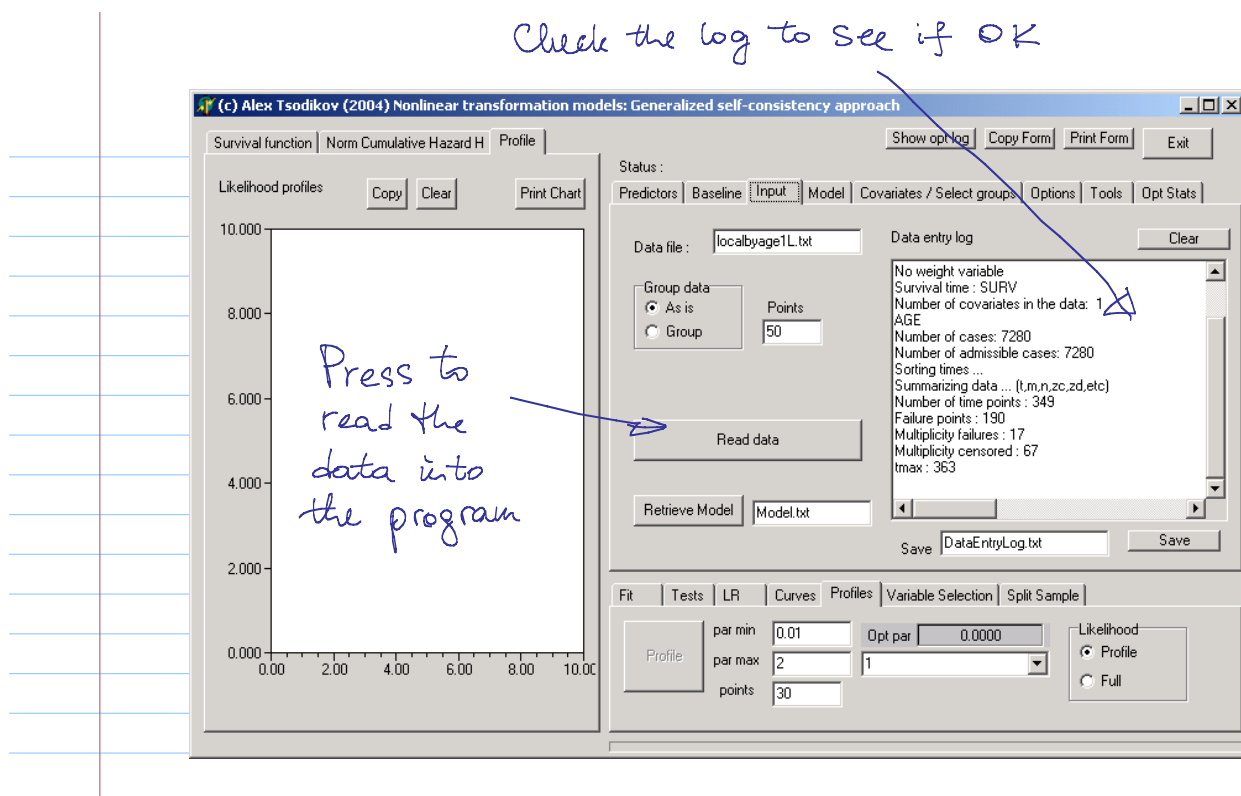 Check the log to see if OK
(c) Alex Tsodikov (2004) Nonlinear transformation models: Generalized self-consistency approach
Survival function Norm Cumulative Hazard H Profile
Show opt log Copy Form Print Form Exit
Status :
Likelihood profiles Copy Clear Print Chart
Predictors Baseline Input Model Covariates / Select groups Options Tools Opt Stats
10.000
8.000
6.000
4.000
2.000
0.000
0.00 2.00 4.00 6.00 8.00 10.00
Press to
read the
data into
the program
Data file : localbyage1L.txt
Group data
As is
Group
Points
50
Read data
Retrieve Model Model.txt
Data entry log Clear
No weight variable
Survival time : SURV
Number of covariates in the data: 1
AGE
Number of cases: 7280
Number of admissible cases: 7280
Sorting times ...
Summarizing data ... (t,m,n,zc,zd,etc)
Number of time points : 349
Failure points : 190
Multiplicity failures : 17
Multiplicity censored : 67
tmax : 363
Save DataEntryLog.txt Save
Fit Tests LR Curves Profiles Variable Selection Split Sample
Profile
par min 0.01
par max 2
points 30
Opt par 0.0000
1
Likelihood
Profile
Full